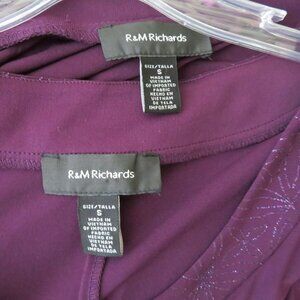 R&M Richards
SIZE/TALLA
S
MADE IN
VIETNAM
OF IMPORTED
FABRIC
HECHO EN
VIETNAM
DE TELA
IMPORTADA
R&M Richards
SIZE/TALLA
S
MADE IN
VIETNAM
OF IMPORTED
FABRIC
HECHO EN
VIETNAM
DE TELA
IMPORTADA